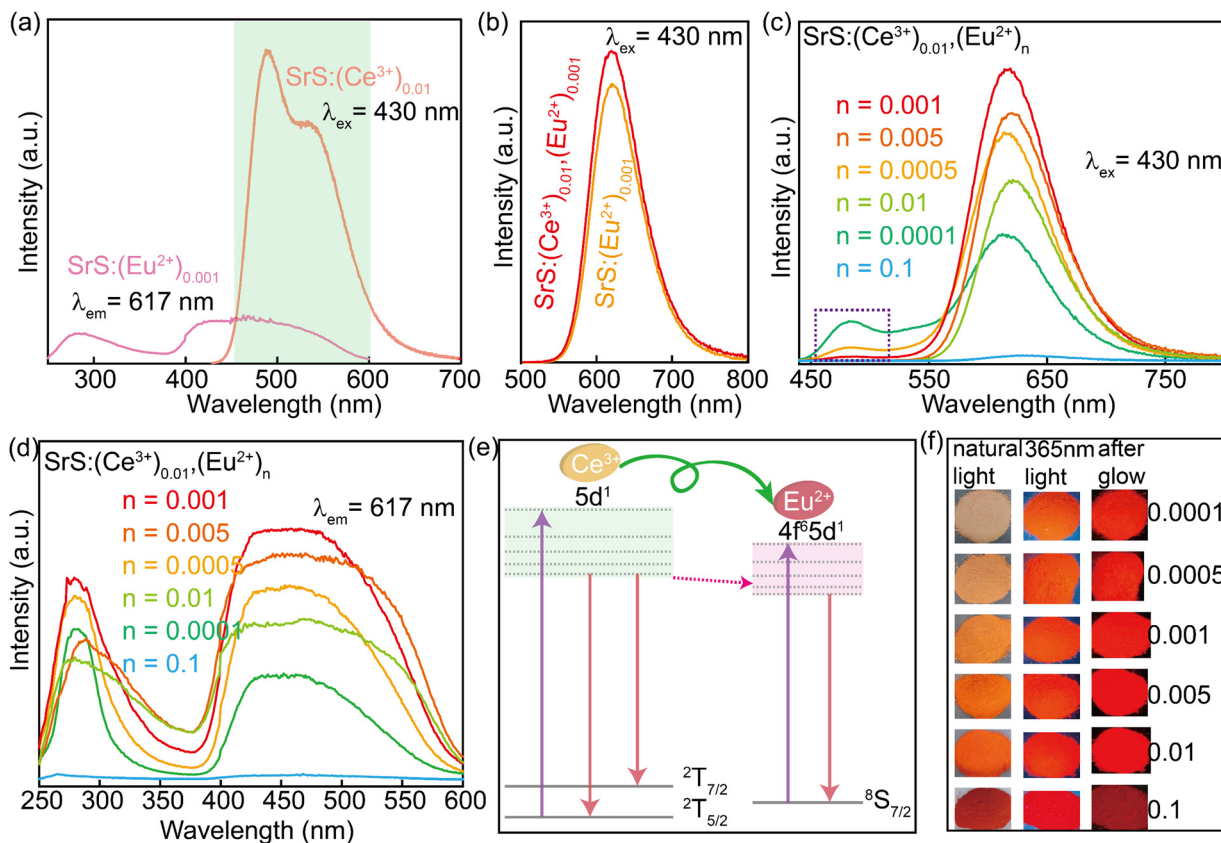 (a)
λex= 430 nm
SrS:(Ce³⁺)0.01
λex= 430 nm
SrS:(Eu²⁺)0.001
λem= 617 nm
Intensity (a.u.)
300 400 500 600 700
Wavelength (nm)
(b)
λex= 430 nm
SrS:(Ce³⁺)0.01,(Eu²⁺)0.001
SrS:(Eu²⁺)0.001
Intensity (a.u.)
500 600 700 800
Wavelength (nm)
(c)
SrS:(Ce³⁺)0.01,(Eu²⁺)n
n = 0.001
n = 0.005
n = 0.0005
n = 0.01
n = 0.0001
n = 0.1
λex= 430 nm
Intensity (a.u.)
450 550 650 750
Wavelength (nm)
(d)
SrS:(Ce³⁺)0.01,(Eu²⁺)n
n = 0.001
n = 0.005
n = 0.0005
n = 0.01
n = 0.0001
n = 0.1
λem= 617 nm
Intensity (a.u.)
250 300 350 400 450 500 550 600
Wavelength (nm)
(e)
Ce³⁺
5d¹
Eu²⁺
4f⁶5d¹
²T7/2
²T5/2
⁸S7/2
(f)
natural 365nm after
light light glow
0.0001
0.0005
0.001
0.005
0.01
0.1